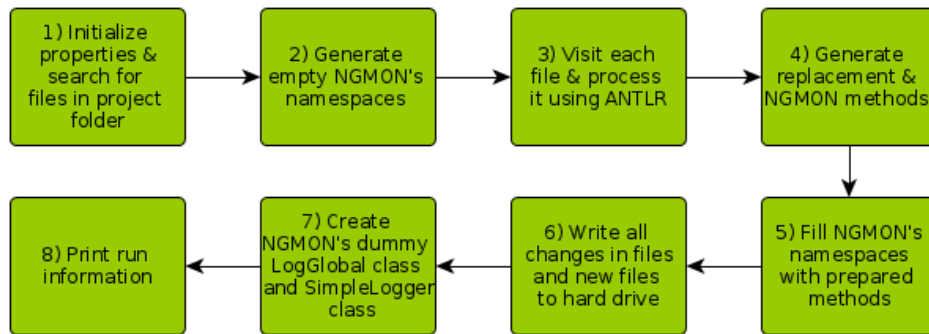 1) Initialize
properties &
search for
files in project
folder
2) Generate
empty NGMON's
namespaces
3) Visit each
file & process
it using ANTLR
4) Generate
replacement &
NGMON methods
5) Fill NGMON's
namespaces
with prepared
methods
6) Write all
changes in files
and new files
to hard drive
7) Create
NGMON's dummy
LogGlobal class
and SimpleLogger
class
8) Print run
information